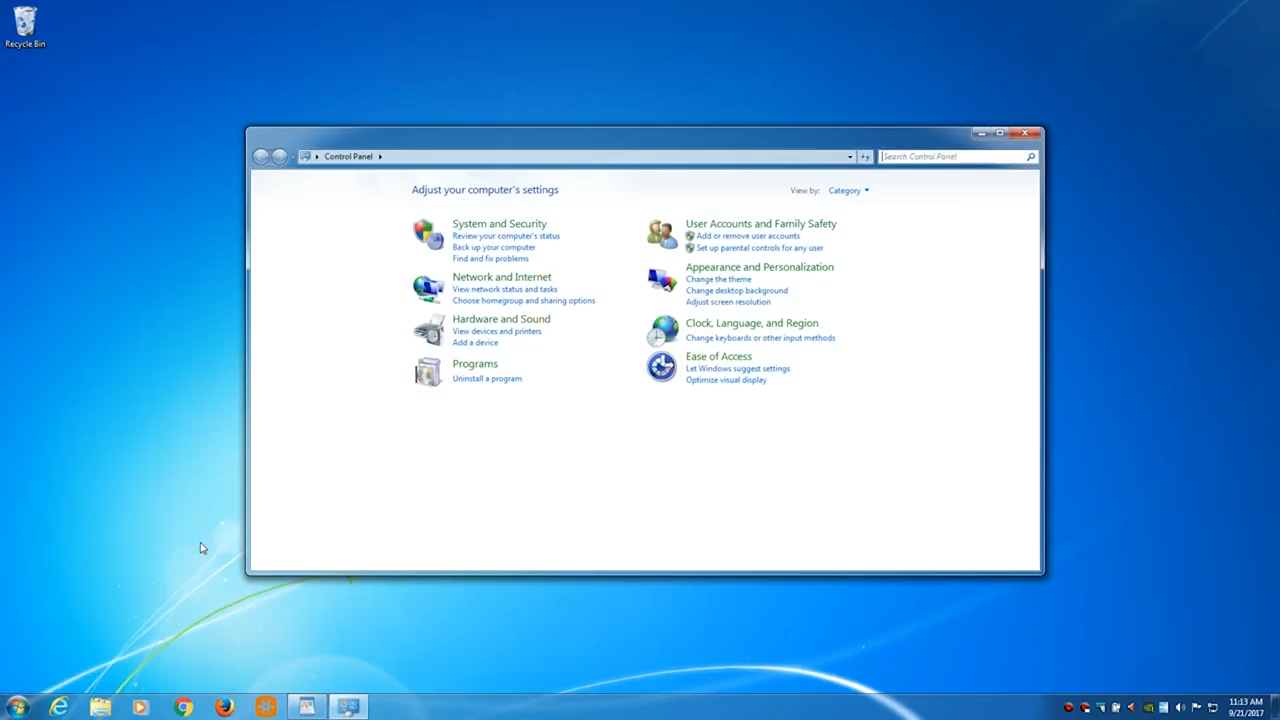 Recycle Bin
Control Panel
Search Control Panel
Adjust your computer's settings
View by: Category
System and Security
Review your computer's status
Back up your computer
Find and fix problems
Network and Internet
View network status and tasks
Choose homegroup and sharing options
Hardware and Sound
View devices and printers
Add a device
Programs
Uninstall a program
User Accounts and Family Safety
Add or remove user accounts
Set up parental controls for any user
Appearance and Personalization
Change the theme
Change desktop background
Adjust screen resolution
Clock, Language, and Region
Change keyboards or other input methods
Ease of Access
Let Windows suggest settings
Optimize visual display
11:13 AM
9/21/2017